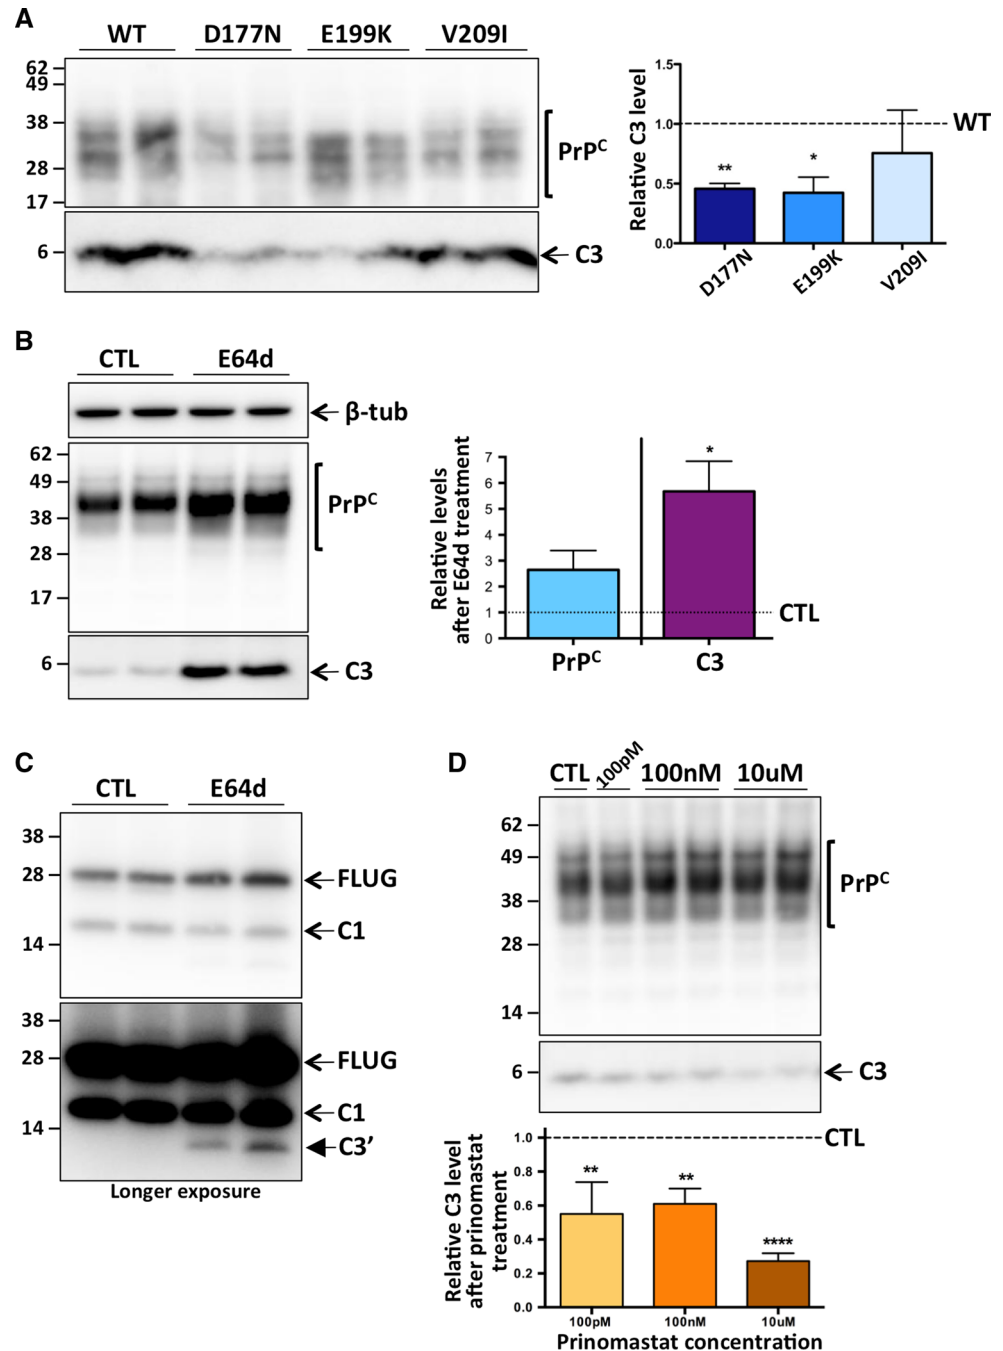 A
WT D177N E199K V209I
62
49
38
28
17
PrPC
6
C3
Relative C3 level
1.5
1.0
0.5
0.0
WT
**
*
D177N E199K V209I
B
CTL E64d
β-tub
62
49
38
28
17
PrPC
6
C3
Relative levels
after E64d treatment
7
6
5
4
3
2
1
0
*
CTL
PrPC C3
C
CTL E64d
38
28
14
FLUG
C1
38
28
14
FLUG
C1
C3’
Longer exposure
D
CTL 100pM 100nM 10uM
62
49
38
28
14
PrPC
6
C3
Relative C3 level
after prinomastat
treatment
1.0
0.8
0.6
0.4
0.2
0.0
CTL
**
**
****
100pM 100nM 10uM
Prinomastat concentration